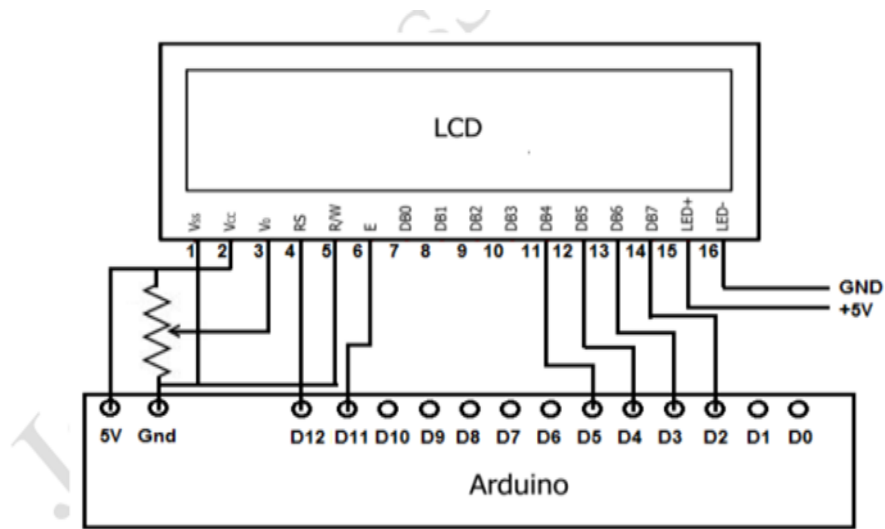 LCD
Vss Vcc V₀ RS R/W E DB0 DB1 DB2 DB3 DB4 DB5 DB6 DB7 LED+ LED-
1 2 3 4 5 6 7 8 9 10 11 12 13 14 15 16
GND
+5V
5V Gnd D12 D11 D10 D9 D8 D7 D6 D5 D4 D3 D2 D1 D0
Arduino